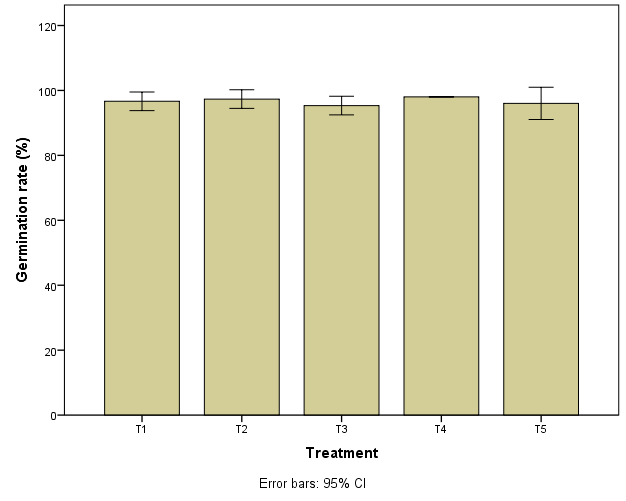 Germination rate (%)
120
100
80
60
40
20
0
T1 T2 T3 T4 T5
Treatment
Error bars: 95% CI